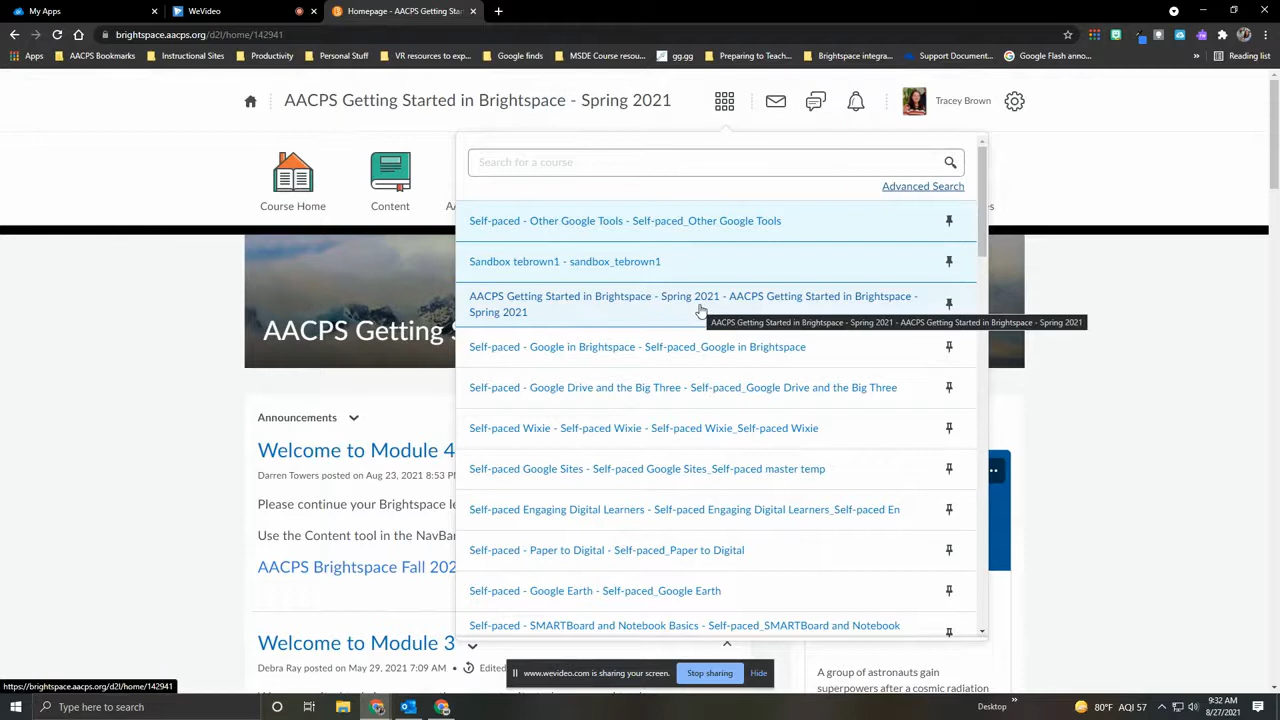 My Apps
WeVideo
Homepage - AACPS Getting Started
brightspace.aacps.org/d2l/home/142941
Apps
AACPS Bookmarks
Instructional Sites
Productivity
Pointed Stuff
VR resources to exp...
Google finds
MSDE Course resou...
gg.gg
Preparing to Teach...
Brightspace integra...
Support Document...
Google Flash anno...
Reading list
AACPS Getting Started in Brightspace - Spring 2021
Tracey Brown
Course Home
Content
Search for a course
Advanced Search
Self-paced - Other Google Tools - Self-paced_Other Google Tools
Sandbox tebrown1 - sandbox_tebrown1
AACPS Getting Started in Brightspace - Spring 2021 - AACPS Getting Started in Brightspace -
Spring 2021
AACPS Getting Started in Brightspace - Spring 2021 - AACPS Getting Started in Brightspace - Spring 2021
Self-paced - Google in Brightspace - Self-paced_Google in Brightspace
Self-paced - Google Drive and the Big Three - Self-paced_Google Drive and the Big Three
Self-paced Wixie - Self-paced Wixie - Self-paced Wixie_Self-paced Wixie
Self-paced Google Sites - Self-paced Google Sites_Self-paced master temp
Self-paced Engaging Digital Learners - Self-paced Engaging Digital Learners_Self-paced En
Self-paced - Paper to Digital - Self-paced_Paper to Digital
Self-paced - Google Earth - Self-paced_Google Earth
Self-paced - SMARTBoard and Notebook Basics - Self-paced_SMARTBoard and Notebook
AACPS Getting S
Announcements
Welcome to Module 4
Darren Towers posted on Aug 23, 2021 8:53 P
Please continue your Brightspace le
Use the Content tool in the NavBar
AACPS Brightspace Fall 202
Welcome to Module 3
Debra Ray posted on May 29, 2021 7:09 AM • Edited
www.wevideo.com is sharing your screen.
Stop sharing
Hide
A group of astronauts gain
superpowers after a cosmic radiation
https://brightspace.aacps.org/d2l/home/142941
Type here to search
Desktop
80°F AQI 57
9:32 AM
8/27/2021